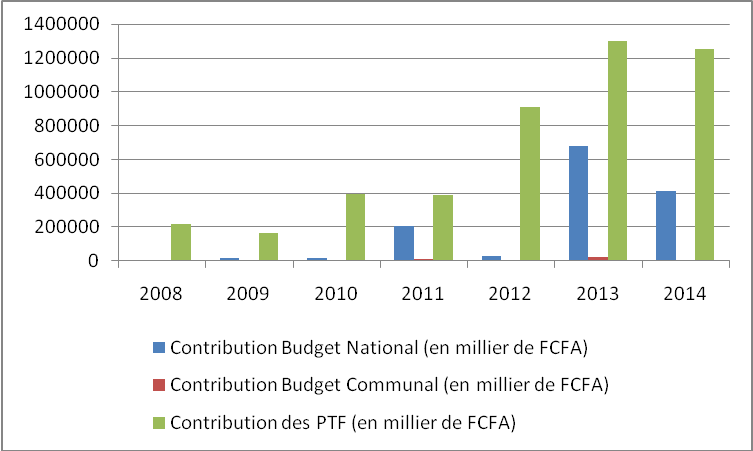 1400000
1200000
1000000
800000
600000
400000
200000
0
2008 2009 2010 2011 2012 2013 2014
Contribution Budget National (en millier de FCFA)
Contribution Budget Communal (en millier de FCFA)
Contribution des PTF (en millier de FCFA)